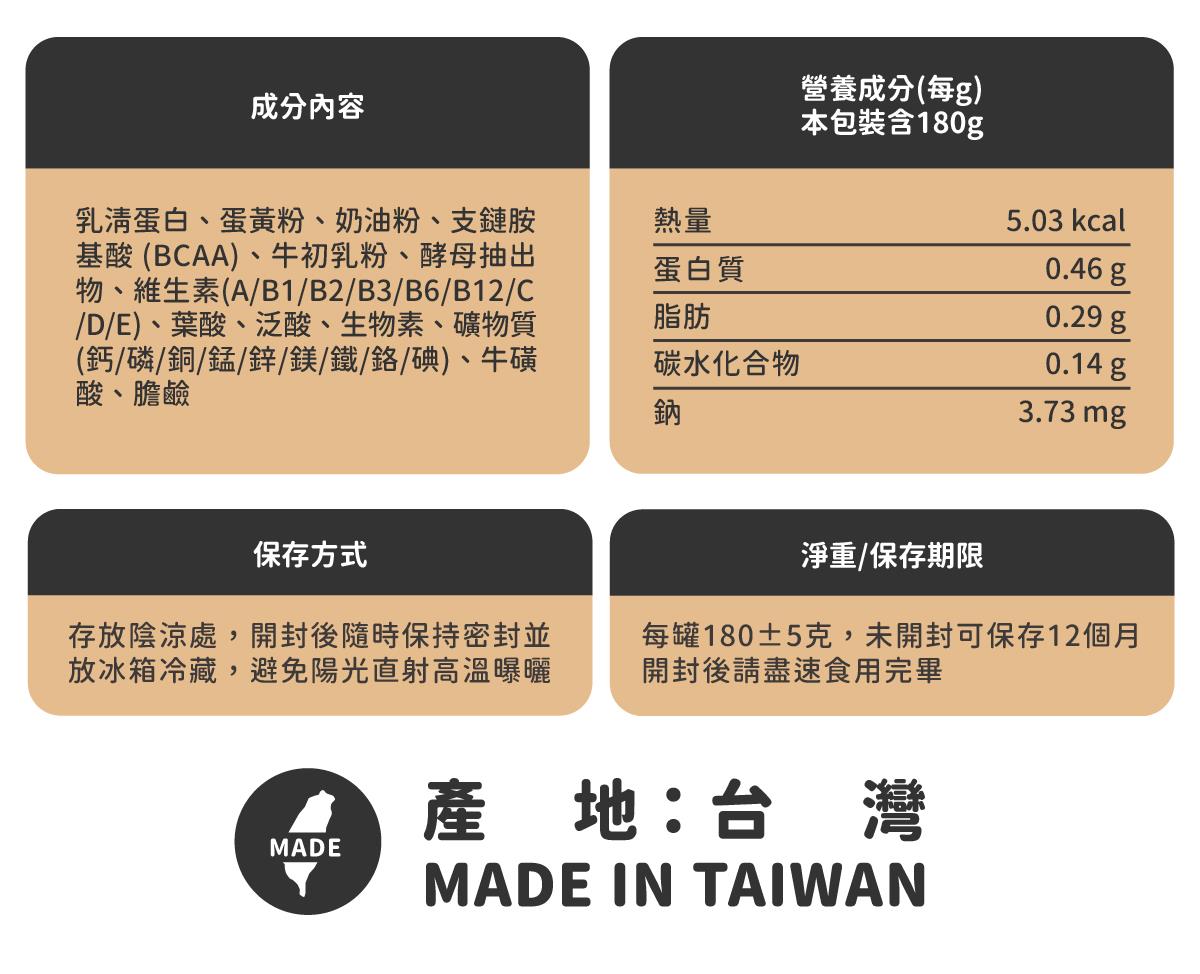 成分內容
乳清蛋白、蛋黃粉、奶油粉、支鏈胺
基酸 (BCAA)、牛初乳粉、酵母抽出
物、維生素(A/B1/B2/B3/B6/B12/C
/D/E)、葉酸、泛酸、生物素、礦物質
(鈣/磷/銅/錳/鋅/鎂/鐵/鉻/碘)、牛磺
酸、膽鹼
營養成分(每g)
本包裝含180g
熱量 5.03 kcal
蛋白質 0.46 g
脂肪 0.29 g
碳水化合物 0.14 g
鈉 3.73 mg
保存方式
存放陰涼處，開封後隨時保持密封並
放冰箱冷藏，避免陽光直射高溫曝曬
淨重/保存期限
每罐180±5克，未開封可保存12個月
開封後請盡速食用完畢
MADE
產 地：台 灣
MADE IN TAIWAN